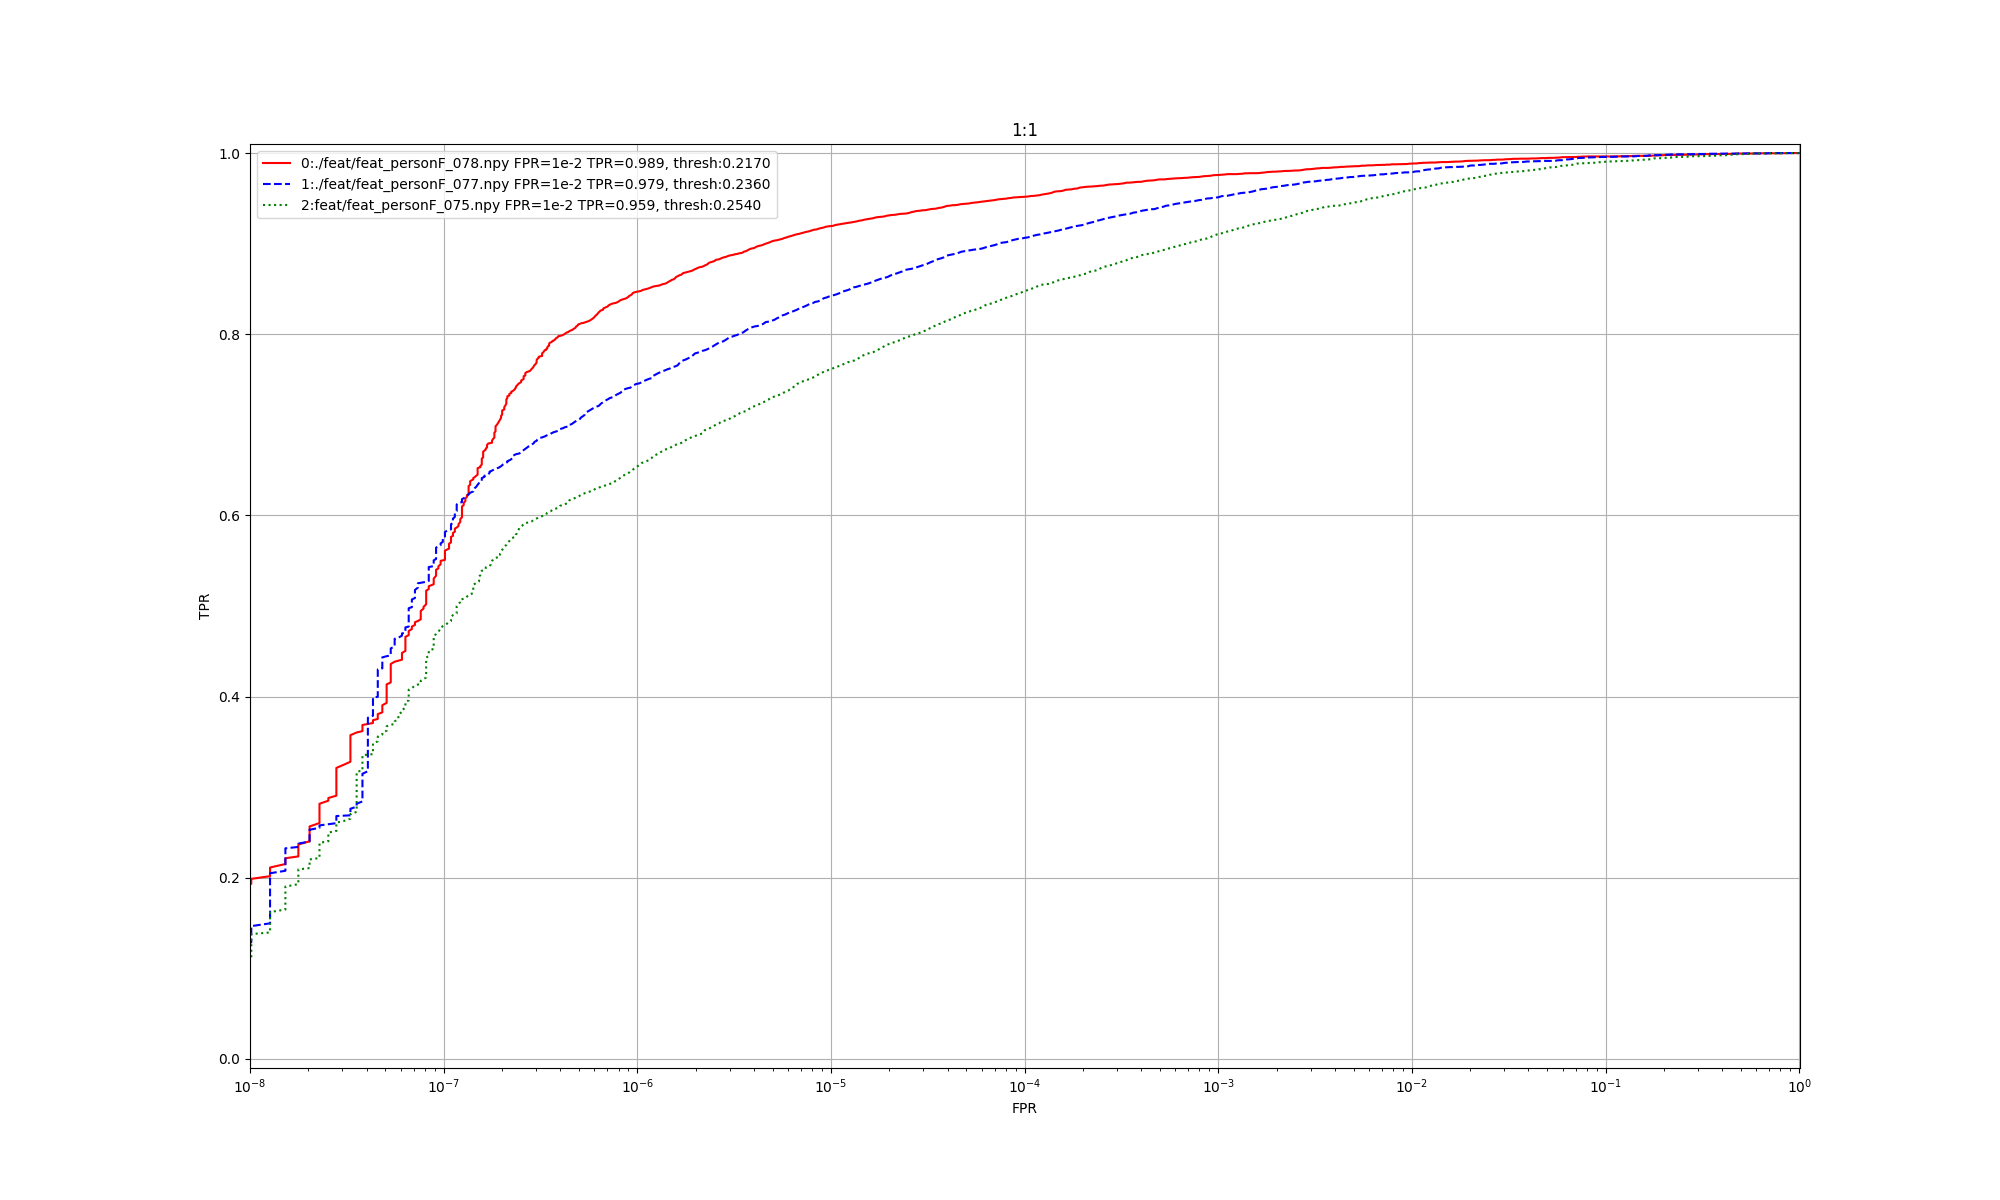 1:1
0:./feat/feat_personF_078.npy FPR=1e-2 TPR=0.989, thresh:0.2170
1:./feat/feat_personF_077.npy FPR=1e-2 TPR=0.979, thresh:0.2360
2:feat/feat_personF_075.npy FPR=1e-2 TPR=0.959, thresh:0.2540
1.0
0.8
0.6
0.4
0.2
0.0
TPR
10⁻⁸ 10⁻⁷ 10⁻⁶ 10⁻⁵ 10⁻⁴ 10⁻³ 10⁻² 10⁻¹ 10⁰
FPR